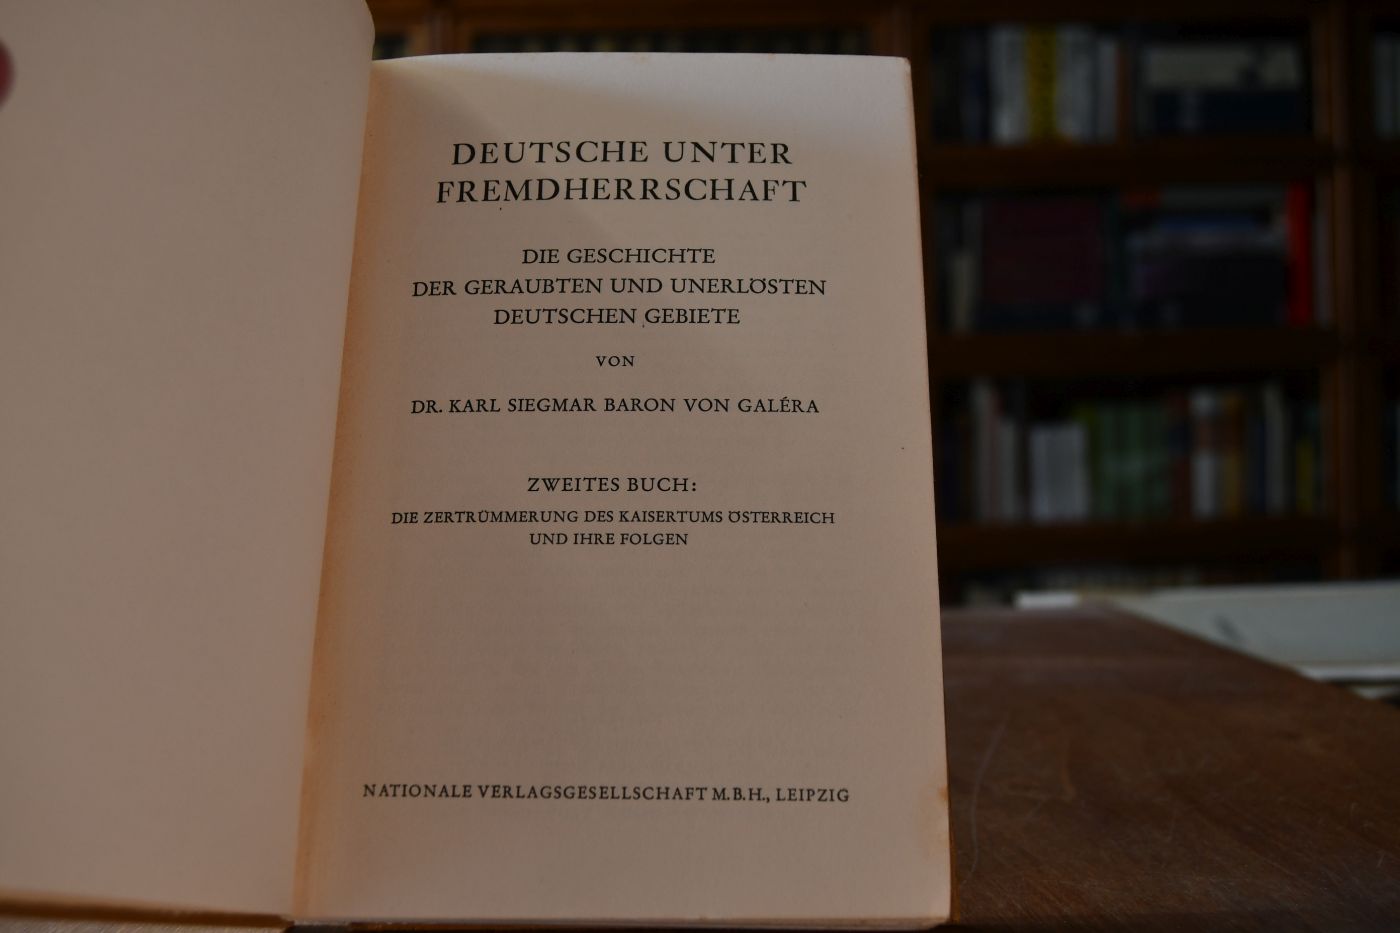 DEUTSCHE UNTER
FREMDHERRSCHAFT
DIE GESCHICHTE
DER GERAUBTEN UND UNERLÖSTEN
DEUTSCHEN GEBIETE
VON
DR. KARL SIEGMAR BARON VON GALÉRA
ZWEITES BUCH:
DIE ZERTRÜMMERUNG DES KAISERTUMS ÖSTERREICH
UND IHRE FOLGEN
NATIONALE VERLAGSGESELLSCHAFT M.B.H., LEIPZIG